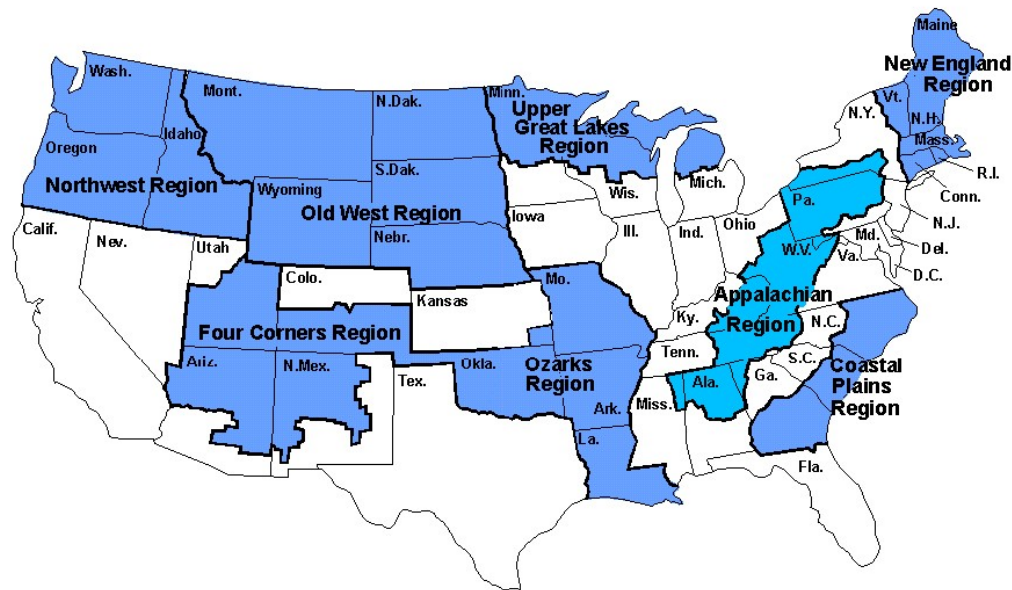 Maine
New England
Region
Wash.
Mont.
N.Dak.
Minn.
Upper
Great Lakes
Region
Vt.
N.H.
N.Y.
Mass.
Idaho
Oregon
R.I.
Northwest Region
Wyoming
S.Dak.
Wis.
Mich.
Pa.
Conn.
Old West Region
Iowa
N.J.
Calif.
Nev.
Utah
Nebr.
Ill.
Ind.
Ohio
W.V.
Md.
Va.
Del.
D.C.
Colo.
Kansas
Mo.
Appalachian
Region
Four Corners Region
Ky.
N.C.
Tenn.
S.C.
Coastal
Plains
Region
Ariz.
N.Mex.
Tex.
Okla.
Ozarks
Region
Ark.
Miss.
Ala.
Ga.
La.
Fla.